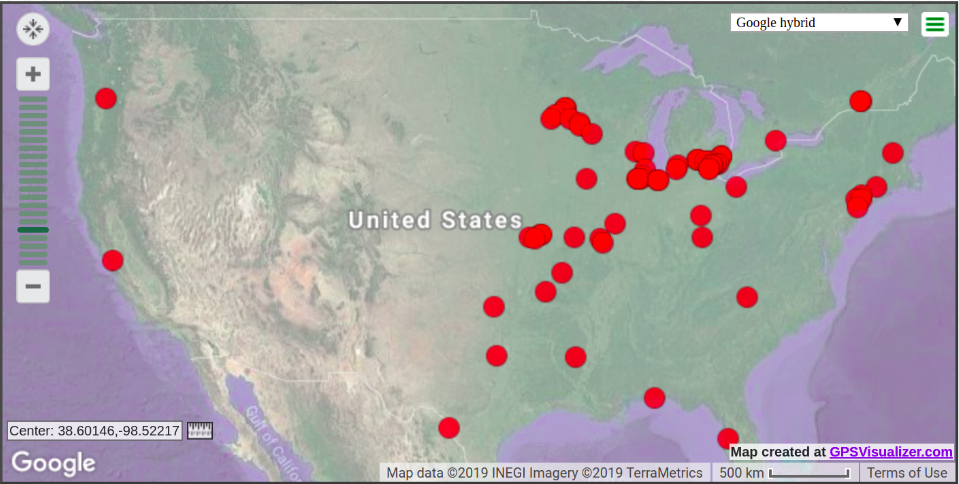 Google hybrid ▼
+
United States
−
Gulf of Califo
Center: 38.60146,-98.52217
Map created at GPSVisualizer.com
Google
Map data ©2019 INEGI Imagery ©2019 TerraMetrics 500 km Terms of Use